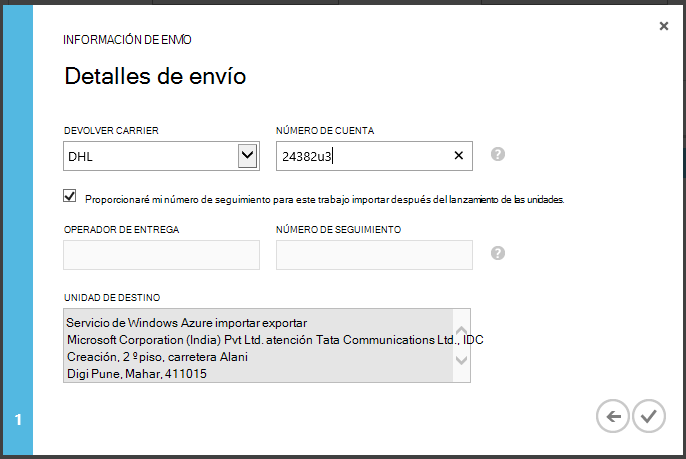 INFORMACIÓN DE ENVÍO
Detalles de envío
DEVOLVER CARRIER NÚMERO DE CUENTA
DHL 24382u3
Proporcionaré mi número de seguimiento para este trabajo importar después del lanzamiento de las unidades.
OPERADOR DE ENTREGA NÚMERO DE SEGUIMIENTO
UNIDAD DE DESTINO
Servicio de Windows Azure importar exportar
Microsoft Corporation (India) Pvt Ltd. atención Tata Communications Ltd., IDC
Creación, 2 º piso, carretera Alani
Digi Pune, Mahar, 411015
1